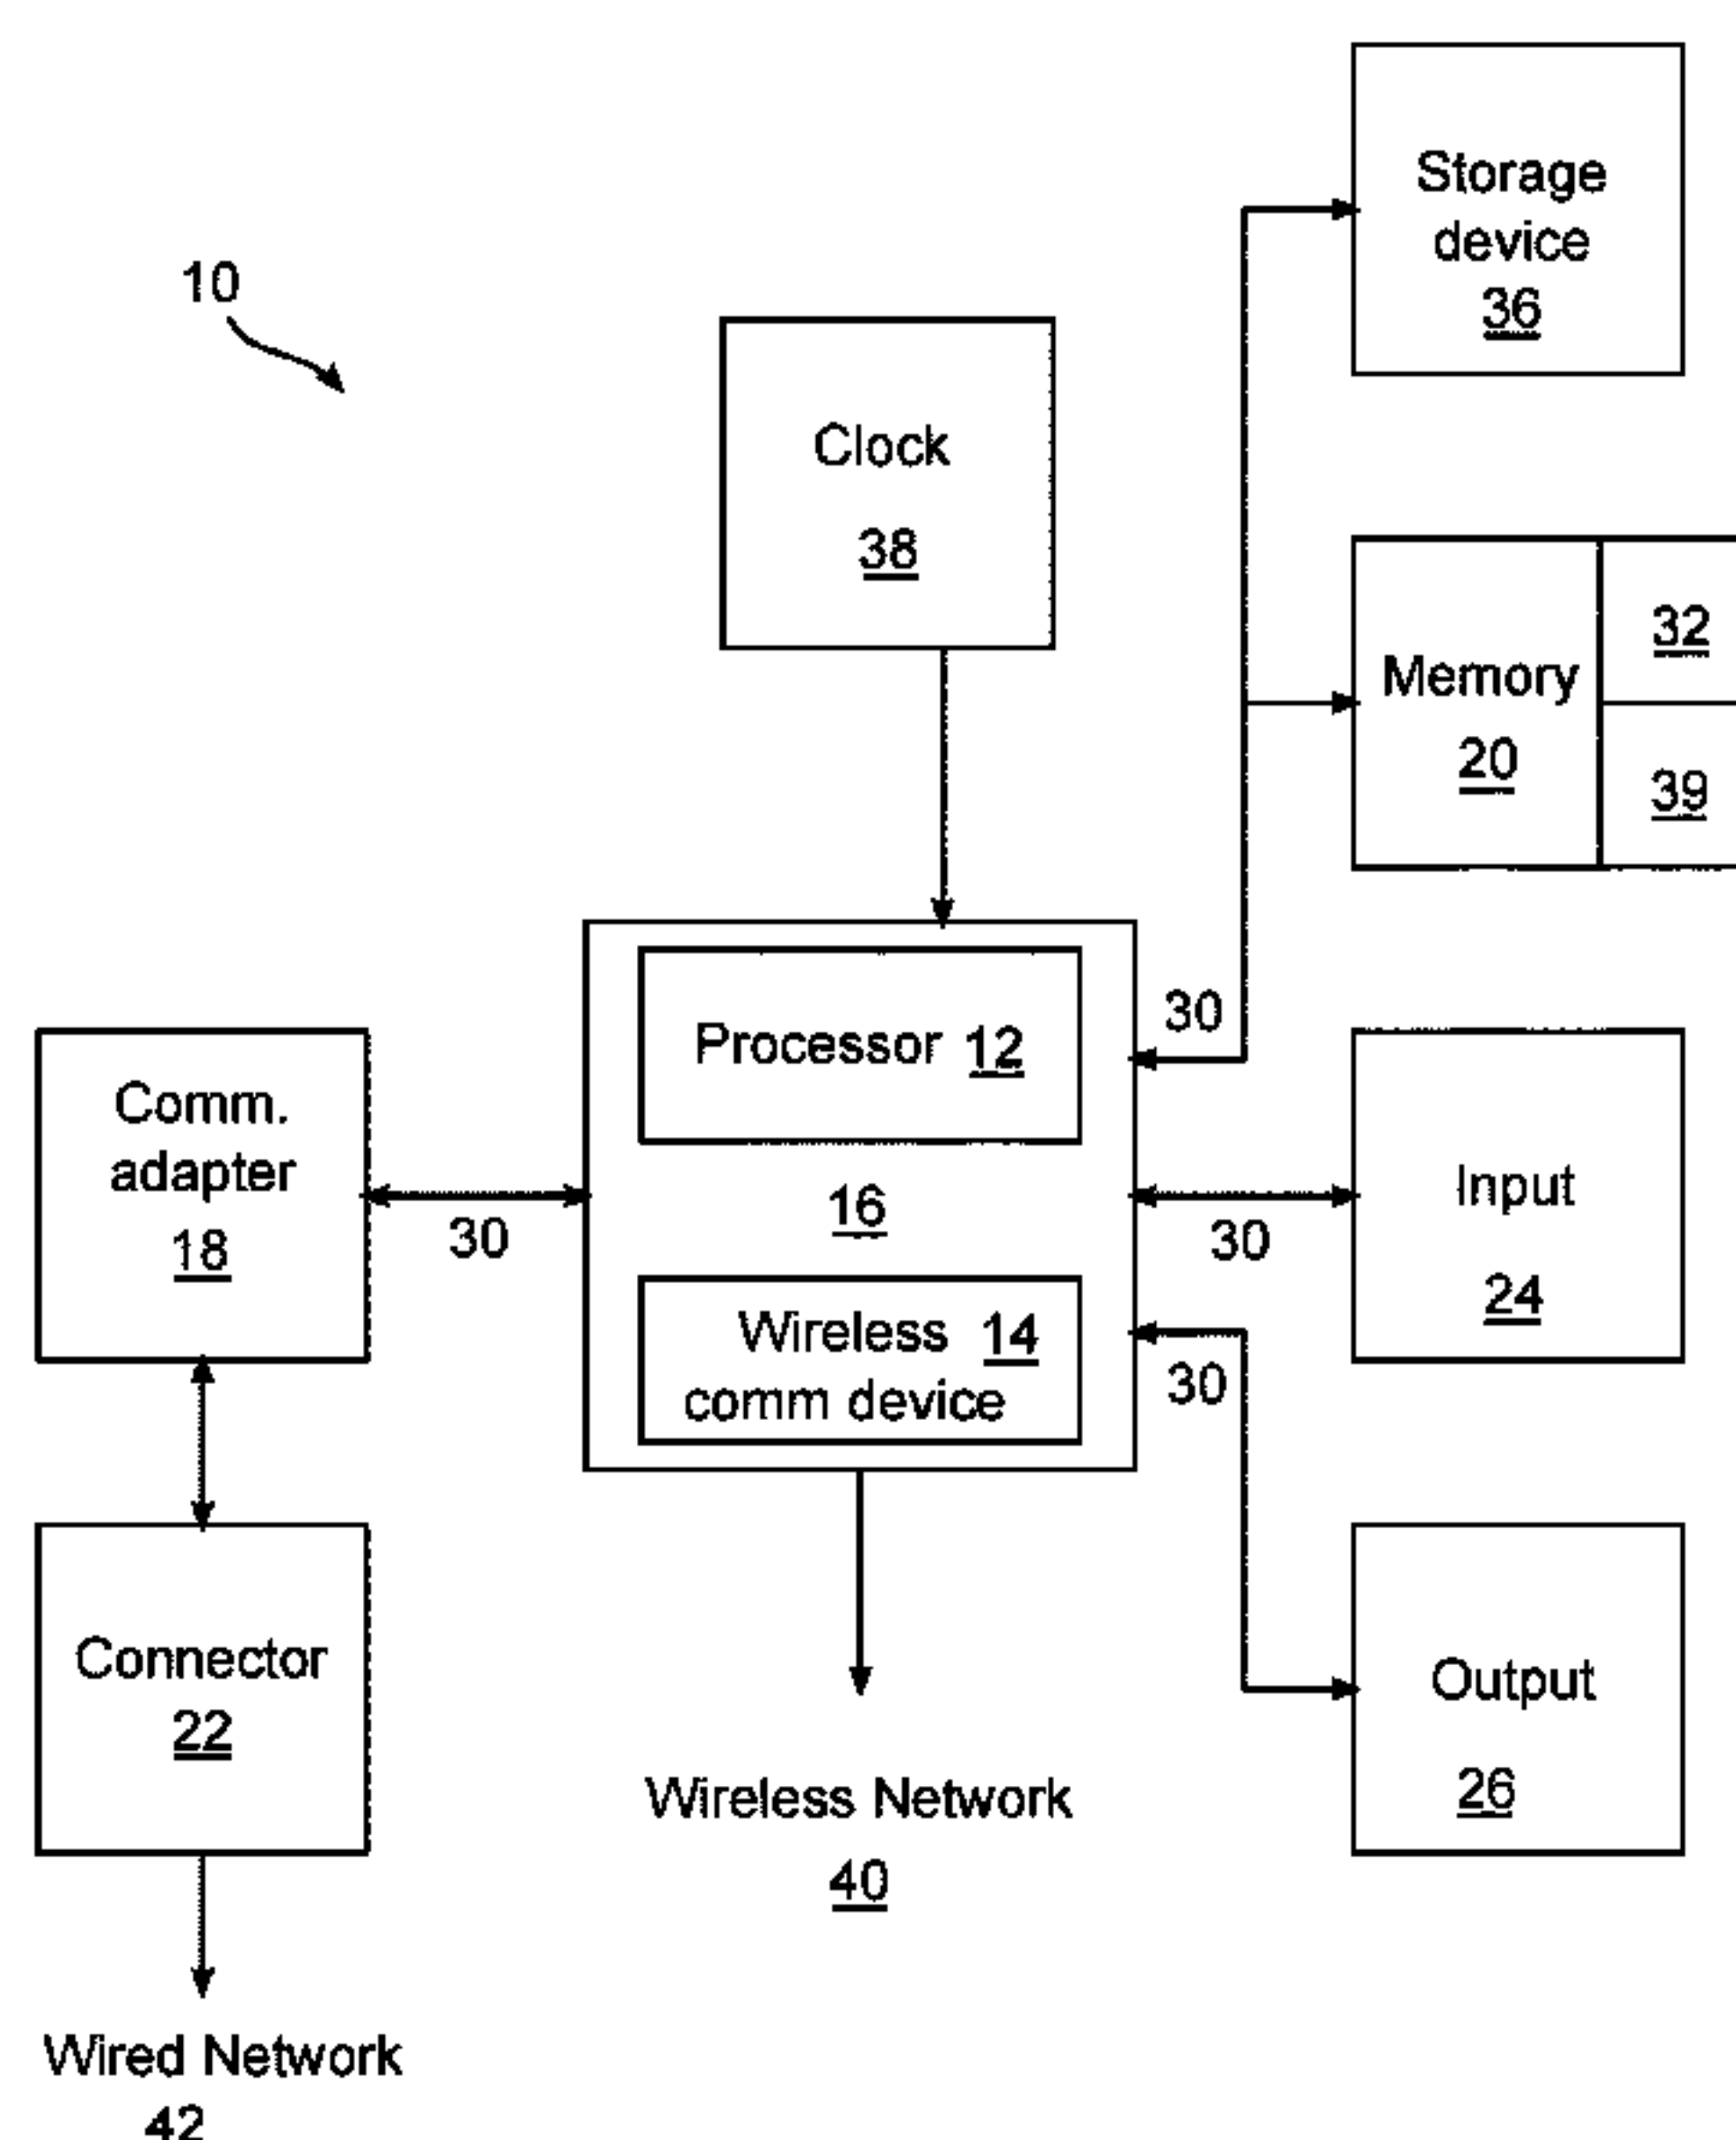 Storage
device
36
10
Clock
38
32
Memory
20
39
30
Processor 12
Comm.
adapter
18
30
16
30
Input
24
Wireless 14
comm device
30
Connector
22
Output
26
Wireless Network
40
Wired Network
42